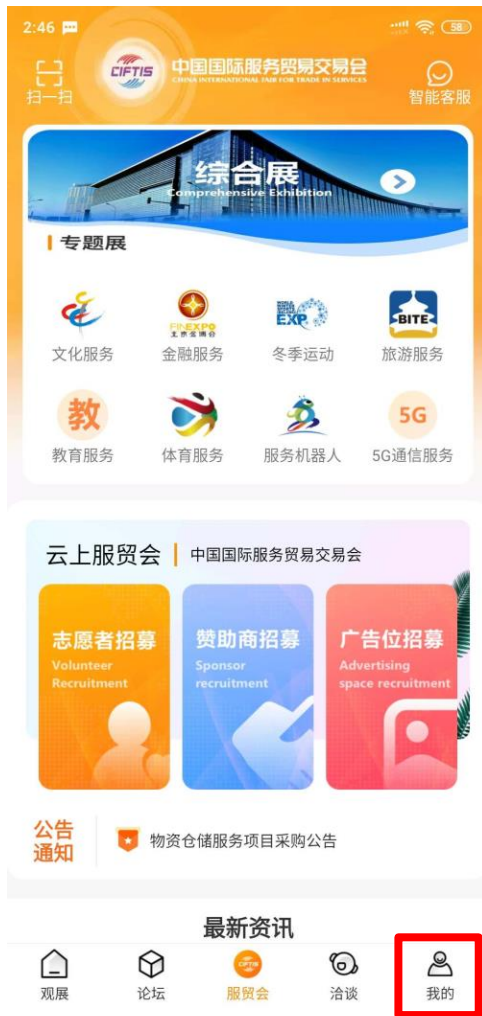 2:46
58
扫一扫
CIFTIS
中国国际服务贸易交易会
CHINA INTERNATIONAL FAIR FOR TRADE IN SERVICES
智能客服
综合展
Comprehensive Exhibition
专题展
FINEXPO
EXPO
BITE
文化服务
金融服务
冬季运动
旅游服务
教
5G
教育服务
体育服务
服务机器人
5G通信服务
云上服贸会
中国国际服务贸易交易会
志愿者招募
Volunteer
Recruitment
赞助商招募
Sponsor
recruitment
广告位招募
Advertising
space recruitment
公告
通知
物资仓储服务项目采购公告
最新资讯
CIFTIS
观展
论坛
服贸会
洽谈
我的